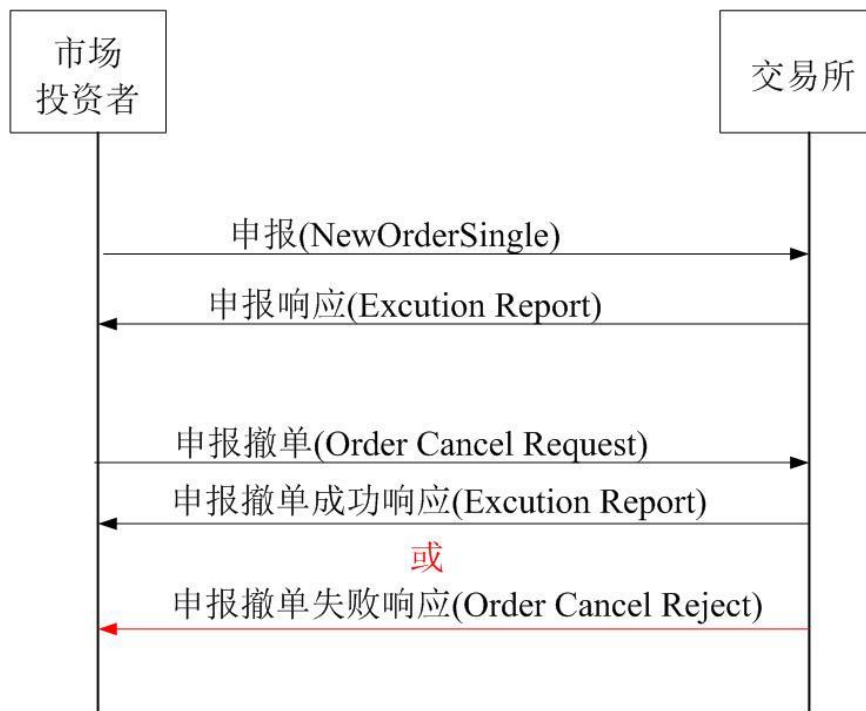 市场
投资者
交易所
申报(NewOrderSingle)
申报响应(Excution Report)
申报撤单(Order Cancel Request)
申报撤单成功响应(Excution Report)
或
申报撤单失败响应(Order Cancel Reject)